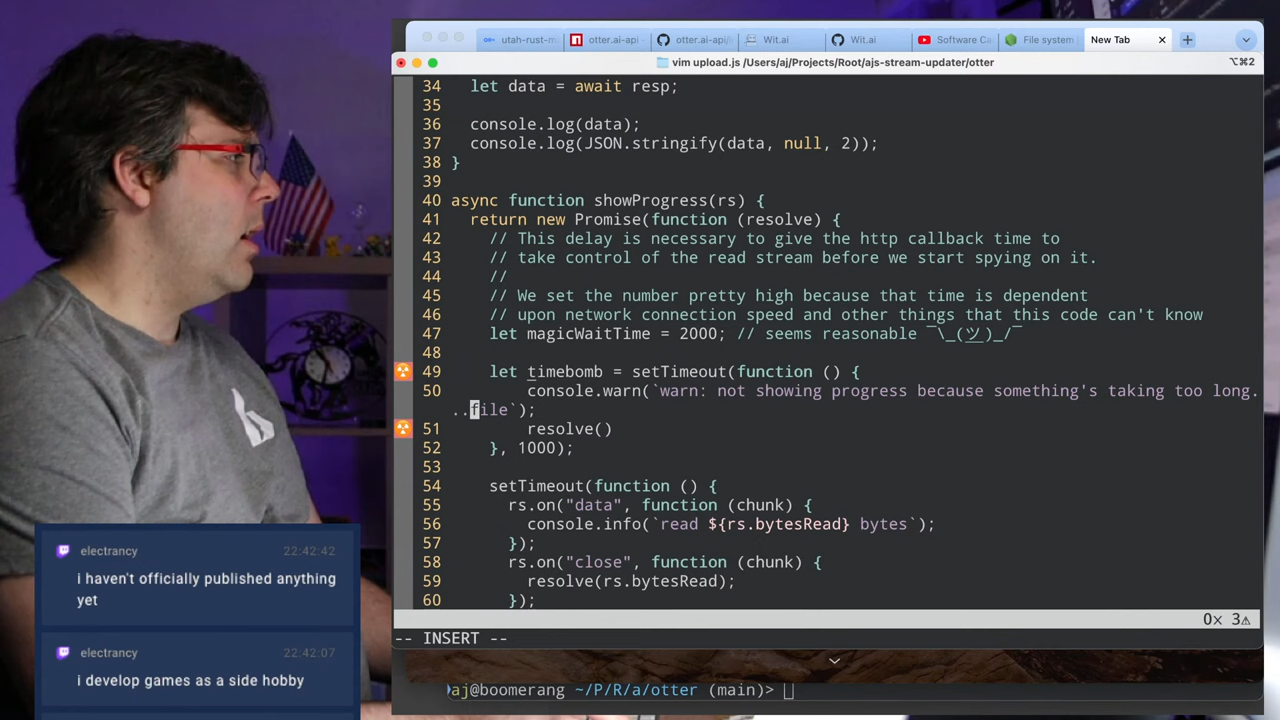 utah-rust-m
otter.ai-api
otter.ai-api/
Wit.ai
Wit.ai
Software Ca
File system
New Tab
vim upload.js /Users/aj/Projects/Root/ajs-stream-updater/otter
⌥⌘2
34 let data = await resp;
35
36 console.log(data);
37 console.log(JSON.stringify(data, null, 2));
38 }
39
40 async function showProgress(rs) {
41 return new Promise(function (resolve) {
42 // This delay is necessary to give the http callback time to
43 // take control of the read stream before we start spying on it.
44 //
45 // We set the number pretty high because that time is dependent
46 // upon network connection speed and other things that this code can't know
47 let magicWaitTime = 2000; // seems reasonable ¯\_(ツ)_/¯
48
49 let timebomb = setTimeout(function () {
50 console.warn(`warn: not showing progress because something's taking too long.
..file`);
51 resolve()
52 }, 1000);
53
54 setTimeout(function () {
55 rs.on("data", function (chunk) {
56 console.info(`read ${rs.bytesRead} bytes`);
57 });
58 rs.on("close", function (chunk) {
59 resolve(rs.bytesRead);
60 });
0× 3⚠
-- INSERT --
aj@boomerang ~/P/R/a/otter (main)>
electrancy 22:42:42
i haven't officially published anything
yet
electrancy 22:42:07
i develop games as a side hobby